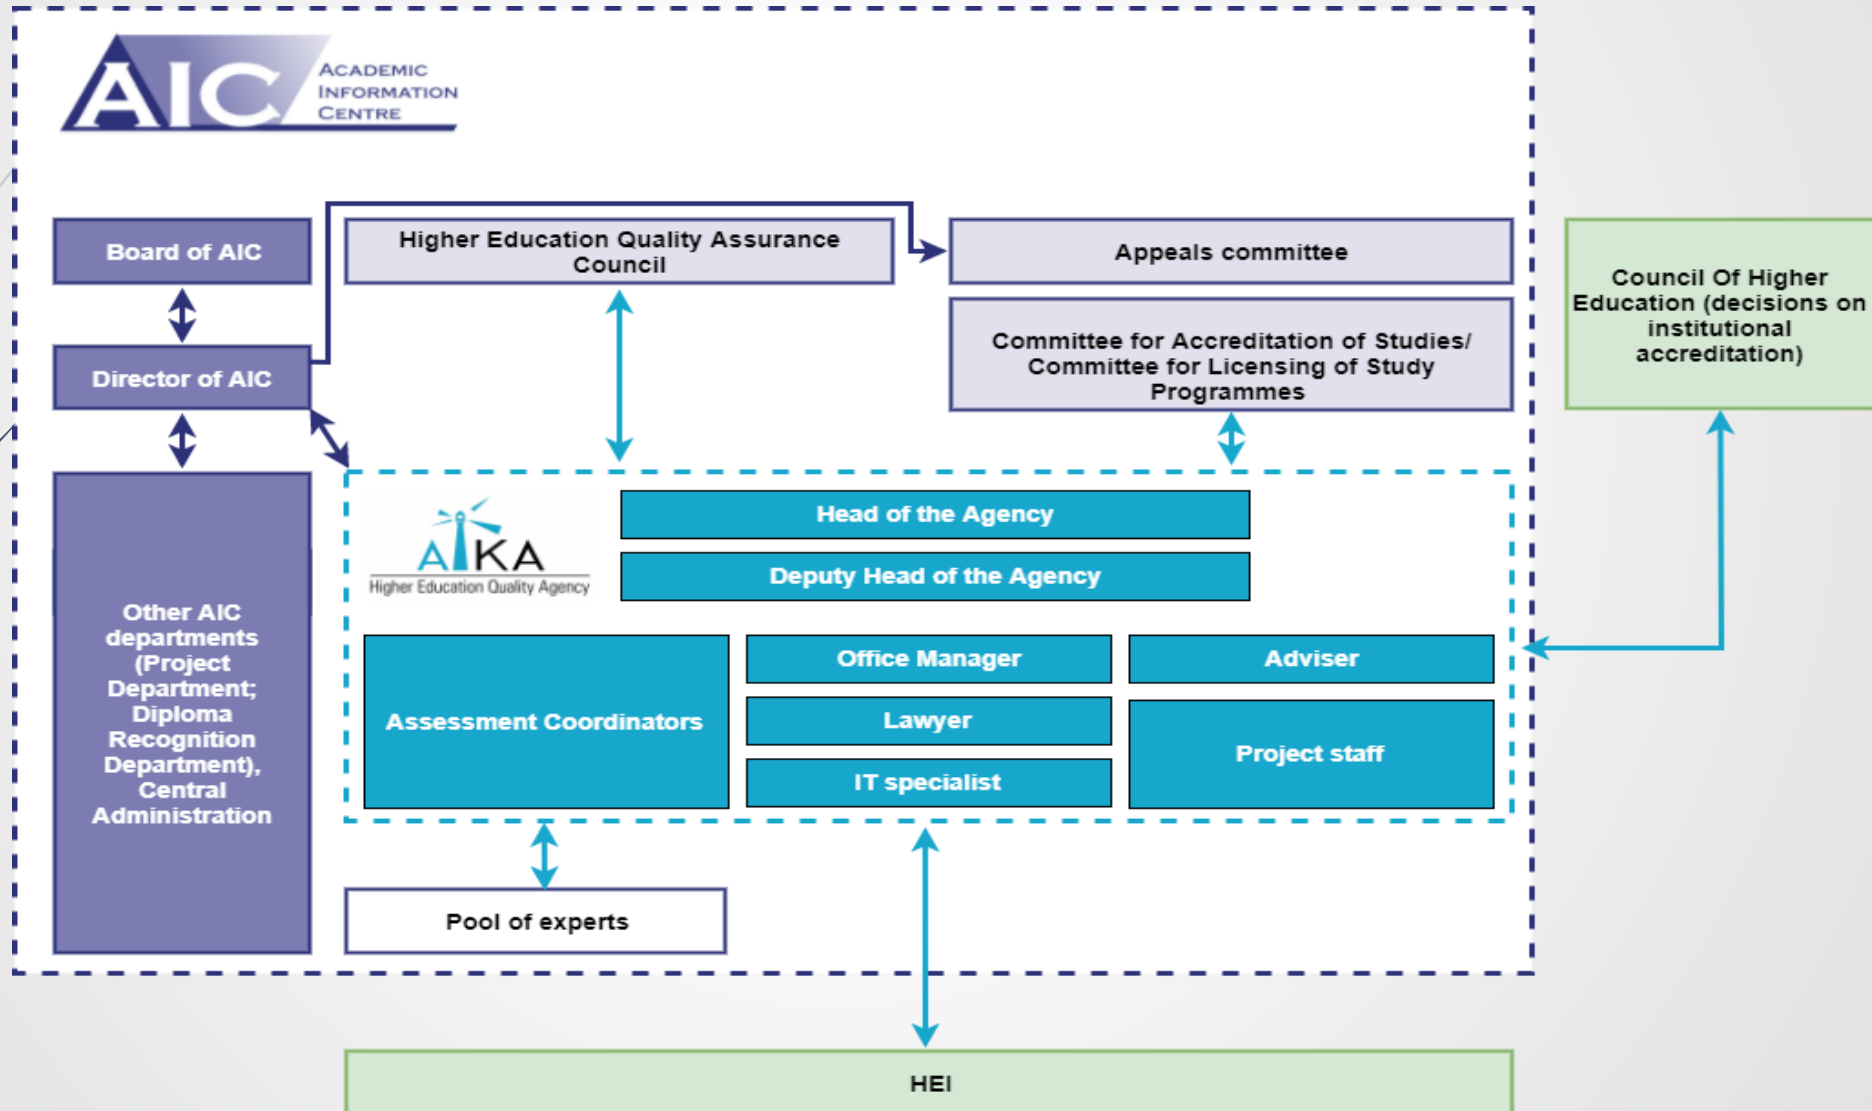 AIC
ACADEMIC
INFORMATION
CENTRE
Board of AIC
Higher Education Quality Assurance
Council
Appeals committee
Council Of Higher
Education (decisions on
institutional
accreditation)
Director of AIC
Committee for Accreditation of Studies/
Committee for Licensing of Study
Programmes
Other AIC
departments
(Project
Department;
Diploma
Recognition
Department),
Central
Administration
AIKA
Higher Education Quality Agency
Head of the Agency
Deputy Head of the Agency
Assessment Coordinators
Office Manager
Lawyer
IT specialist
Adviser
Project staff
Pool of experts
HEI